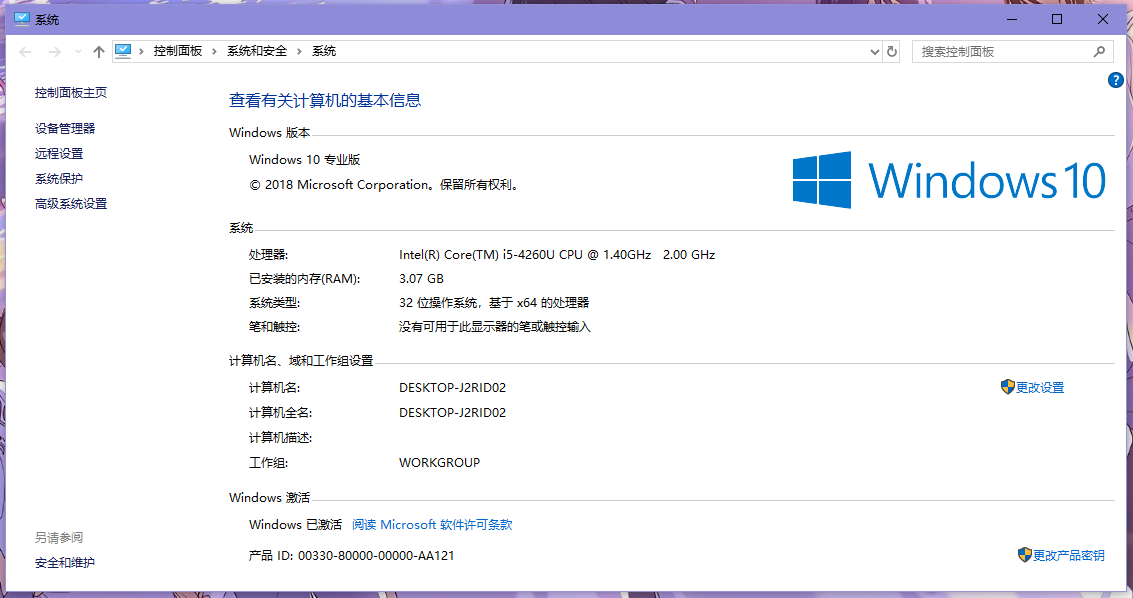 系统
控制面板 › 系统和安全 › 系统
搜索控制面板
?
控制面板主页
设备管理器
远程设置
系统保护
高级系统设置
查看有关计算机的基本信息
Windows 版本
Windows 10 专业版
© 2018 Microsoft Corporation。保留所有权利。
Windows 10
系统
处理器: Intel(R) Core(TM) i5-4260U CPU @ 1.40GHz 2.00 GHz
已安装的内存(RAM): 3.07 GB
系统类型: 32 位操作系统，基于 x64 的处理器
笔和触控: 没有可用于此显示器的笔或触控输入
计算机名、域和工作组设置
计算机名: DESKTOP-J2RID02 更改设置
计算机全名: DESKTOP-J2RID02
计算机描述:
工作组: WORKGROUP
Windows 激活
Windows 已激活 阅读 Microsoft 软件许可条款
产品 ID: 00330-80000-00000-AA121 更改产品密钥
另请参阅
安全和维护